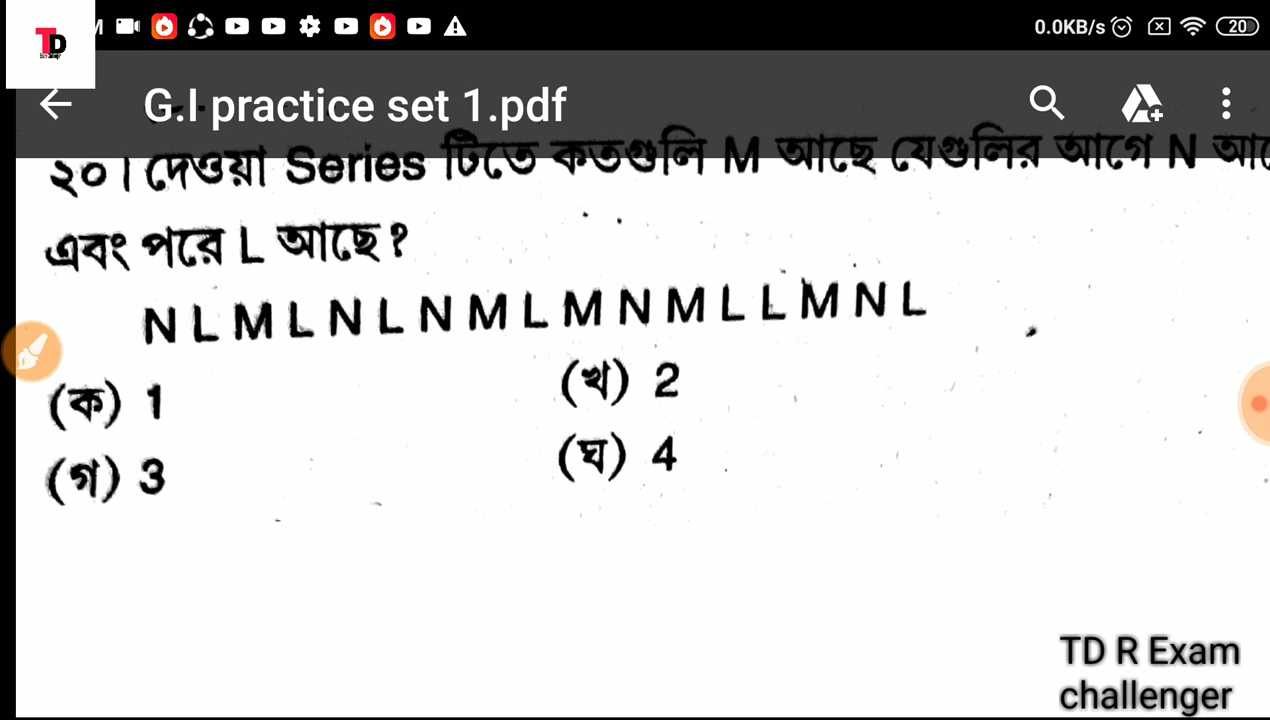 TD
M
0.0KB/s
20
G.I practice set 1.pdf
২০। দেওয়া Series টিতে কতগুলি M আছে যেগুলির আগে N
এবং পরে L আছে?
N L M L N L N M L M N M L L M N L
(ক) 1
(খ) 2
(গ) 3
(ঘ) 4
TD R Exam
challenger